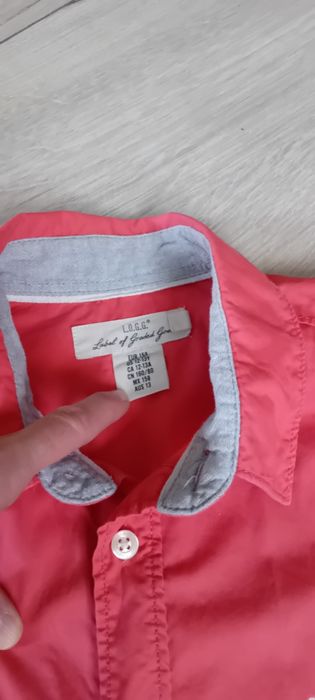 L.O.G.G.®
Label of Graded Goods
EUR 158
US 12-13Y
CA 12-13A
CN 160/80
MX 158
AUS 13